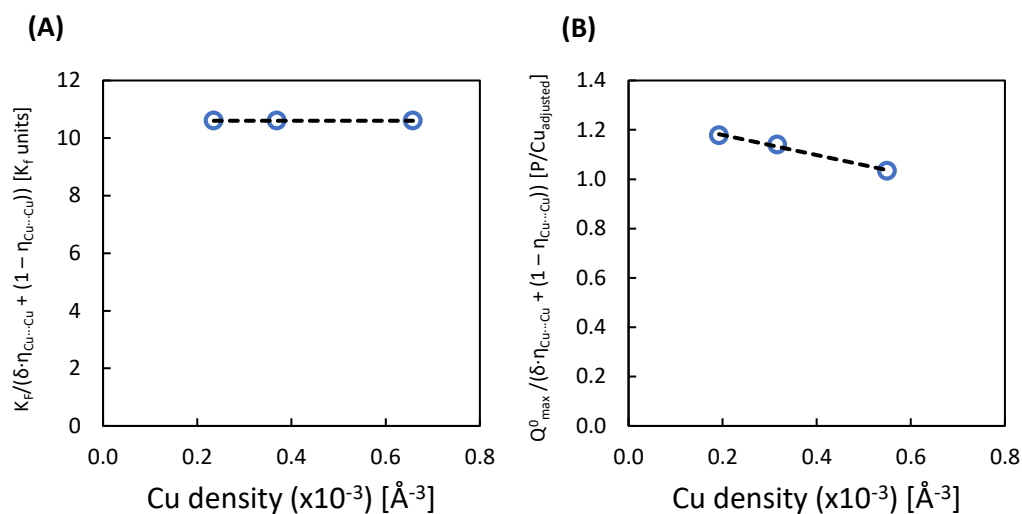 (A)
K_F/(δ·η_Cu···Cu + (1 – η_Cu···Cu)) [K_f units]
12
10
8
6
4
2
0
0.0 0.2 0.4 0.6 0.8
Cu density (x10⁻³) [Å⁻³]
(B)
Q⁰_max /(δ·η_Cu···Cu + (1 – η_Cu···Cu)) [P/Cu_adjusted]
1.4
1.2
1.0
0.8
0.6
0.4
0.2
0.0
0.0 0.2 0.4 0.6 0.8
Cu density (x10⁻³) [Å⁻³]